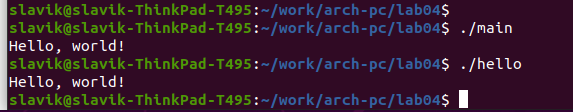 slavik@slavik-ThinkPad-T495:~/work/arch-pc/lab04$
slavik@slavik-ThinkPad-T495:~/work/arch-pc/lab04$ ./main
Hello, world!
slavik@slavik-ThinkPad-T495:~/work/arch-pc/lab04$ ./hello
Hello, world!
slavik@slavik-ThinkPad-T495:~/work/arch-pc/lab04$